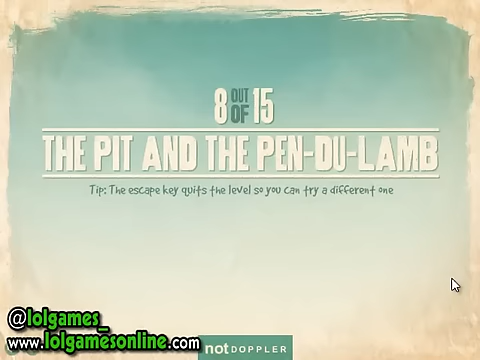 8 OUT OF 15
THE PIT AND THE PEN-DU-LAMB
Tip: The escape key quits the level so you can try a different one
@lolgames_
www.lolgamesonline.com
notDOPPLER